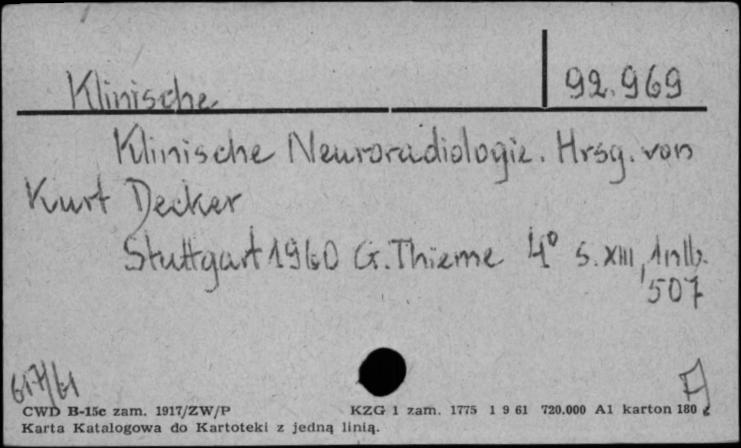 Klinische 92.969
Klinische Neuroradiologie. Hrsg. von
Kurt Decker
Stuttgart 1960 G. Thieme 4° s. XIII, 1 nlb.
507
617/61
CWD B-15c zam. 1917/ZW/P KZG 1 zam. 1775 1 9 61 720.000 A1 karton 180 g
Karta Katalogowa do Kartoteki z jedną linią.